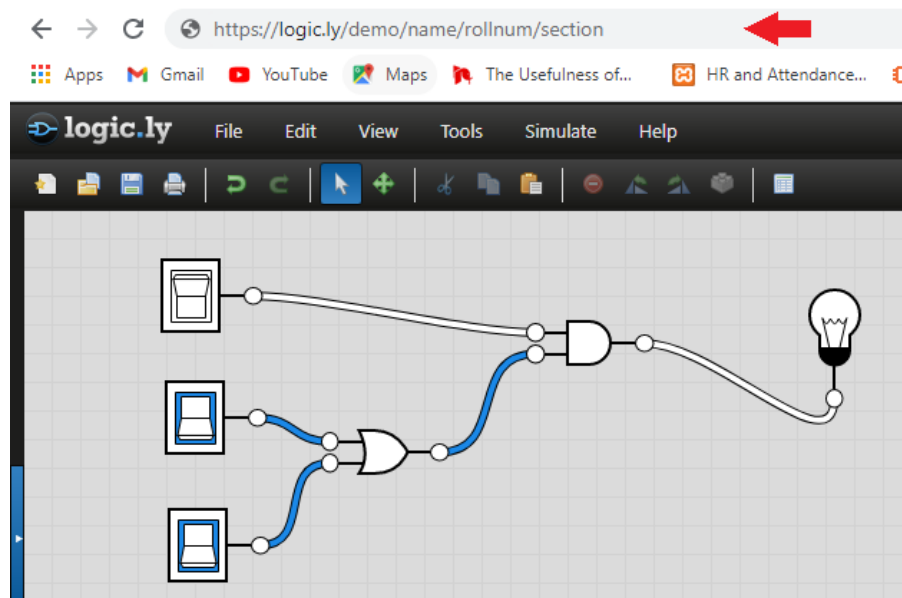 https://logic.ly/demo/name/rollnum/section
Apps Gmail YouTube Maps The Usefulness of... HR and Attendance...
logic.ly File Edit View Tools Simulate Help